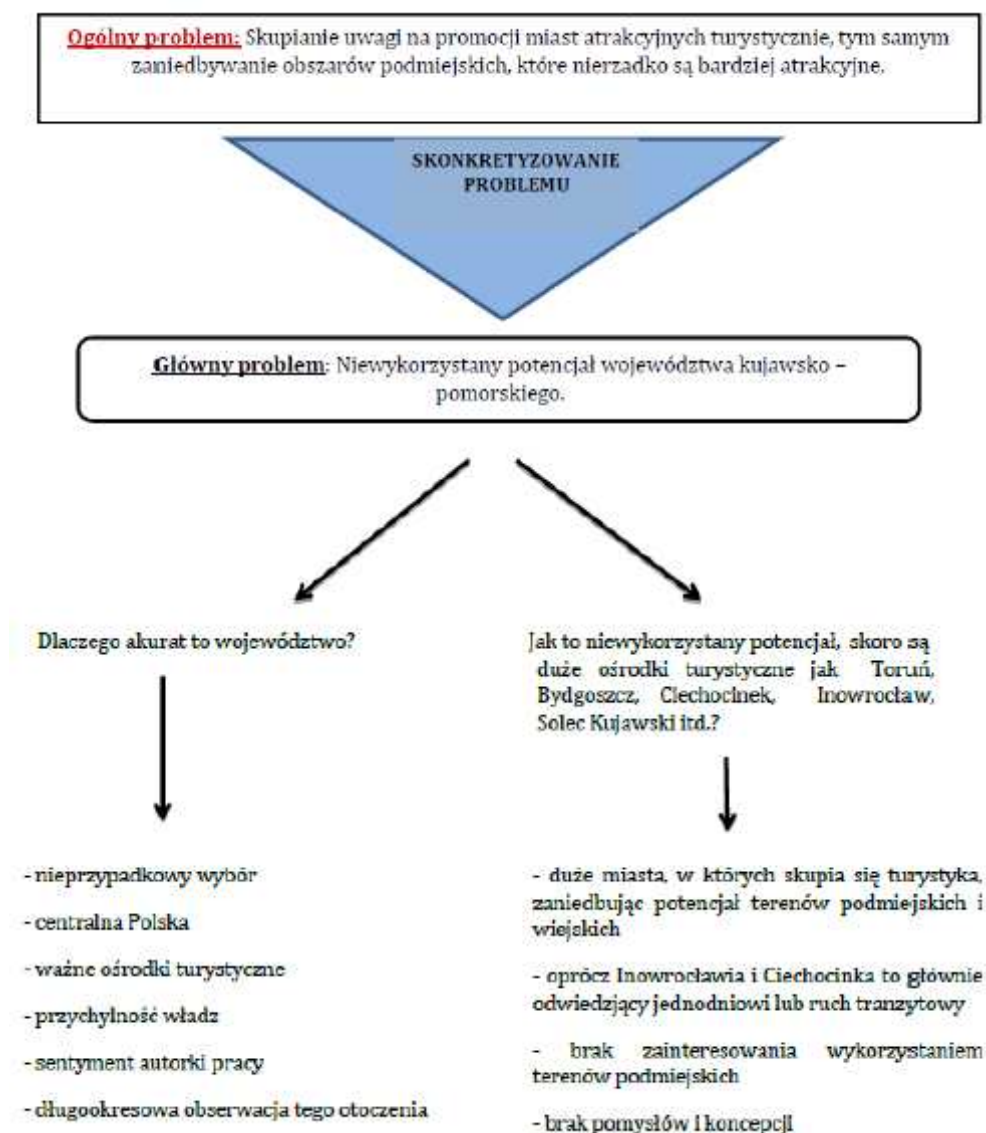 Ogólny problem: Skupianie uwagi na promocji miast atrakcyjnych turystycznie, tym samym
zaniedbywanie obszarów podmiejskich, które nierzadko są bardziej atrakcyjne.
SKONKRETYZOWANIE
PROBLEMU
Główny problem: Niewykorzystany potencjał województwa kujawsko –
pomorskiego.
Dlaczego akurat to województwo?
- nieprzypadkowy wybór
- centralna Polska
- ważne ośrodki turystyczne
- przychylność władz
- sentyment autorki pracy
- długookresowa obserwacja tego otoczenia
Jak to niewykorzystany potencjał, skoro są
duże ośrodki turystyczne jak Toruń,
Bydgoszcz, Ciechocinek, Inowrocław,
Solec Kujawski itd.?
- duże miasta, w których skupia się turystyka,
zaniedbując potencjał terenów podmiejskich i
wiejskich
- oprócz Inowrocławia i Ciechocinka to głównie
odwiedzający jednodniowi lub ruch tranzytowy
- brak zainteresowania wykorzystaniem
terenów podmiejskich
- brak pomysłów i koncepcji